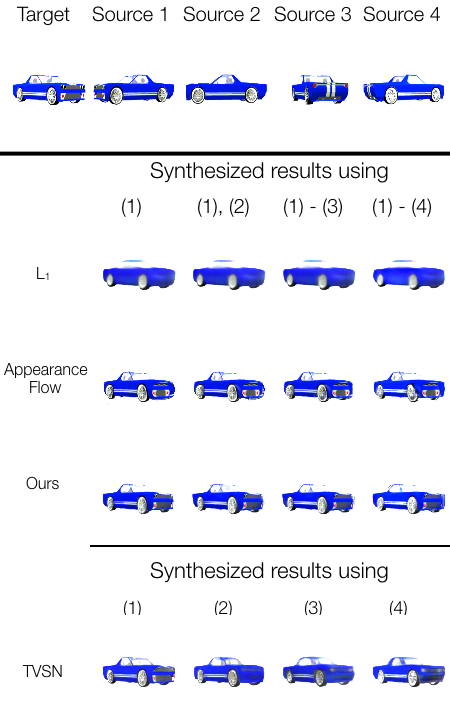 Target Source 1 Source 2 Source 3 Source 4
Synthesized results using
(1) (1), (2) (1) - (3) (1) - (4)
L₁
Appearance
Flow
Ours
Synthesized results using
(1) (2) (3) (4)
TVSN